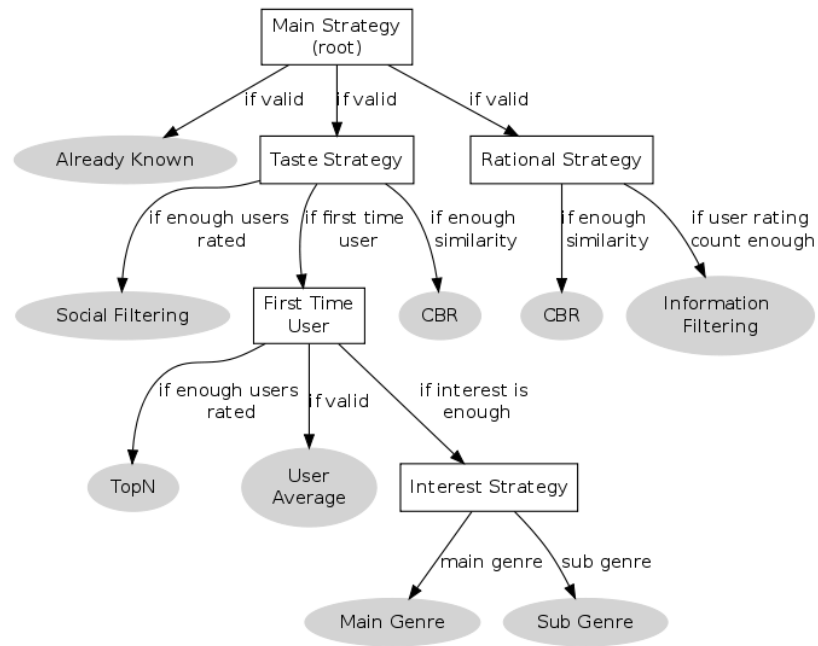 Main Strategy
(root)
if valid
if valid
if valid
Already Known
Taste Strategy
Rational Strategy
if enough users
rated
if first time
user
if enough
similarity
if enough
similarity
if user rating
count enough
Social Filtering
First Time
User
CBR
CBR
Information
Filtering
if enough users
rated
if valid
if interest is
enough
TopN
User
Average
Interest Strategy
main genre
sub genre
Main Genre
Sub Genre